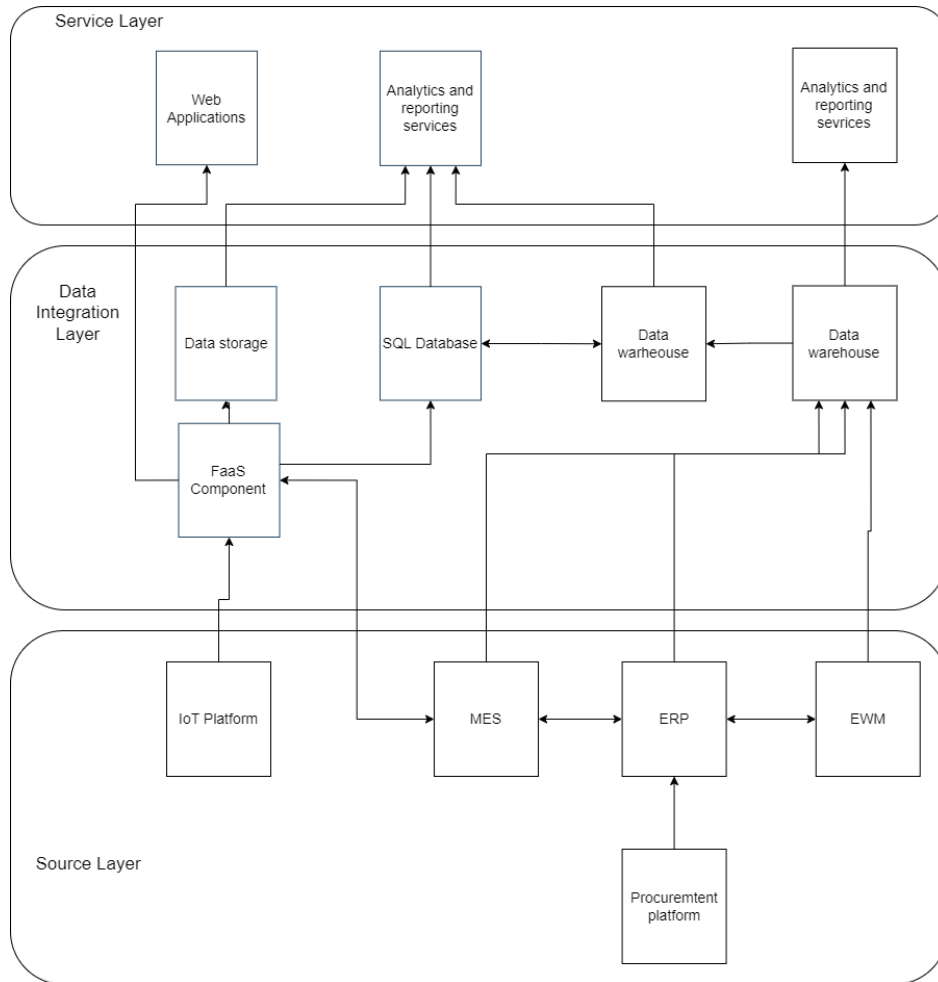 Service Layer
Web
Applications
Analytics and
reporting
services
Analytics and
reporting
sevrices
Data
Integration
Layer
Data storage
SQL Database
Data
warheouse
Data
warehouse
FaaS
Component
IoT Platform
MES
ERP
EWM
Source Layer
Procuremtent
platform